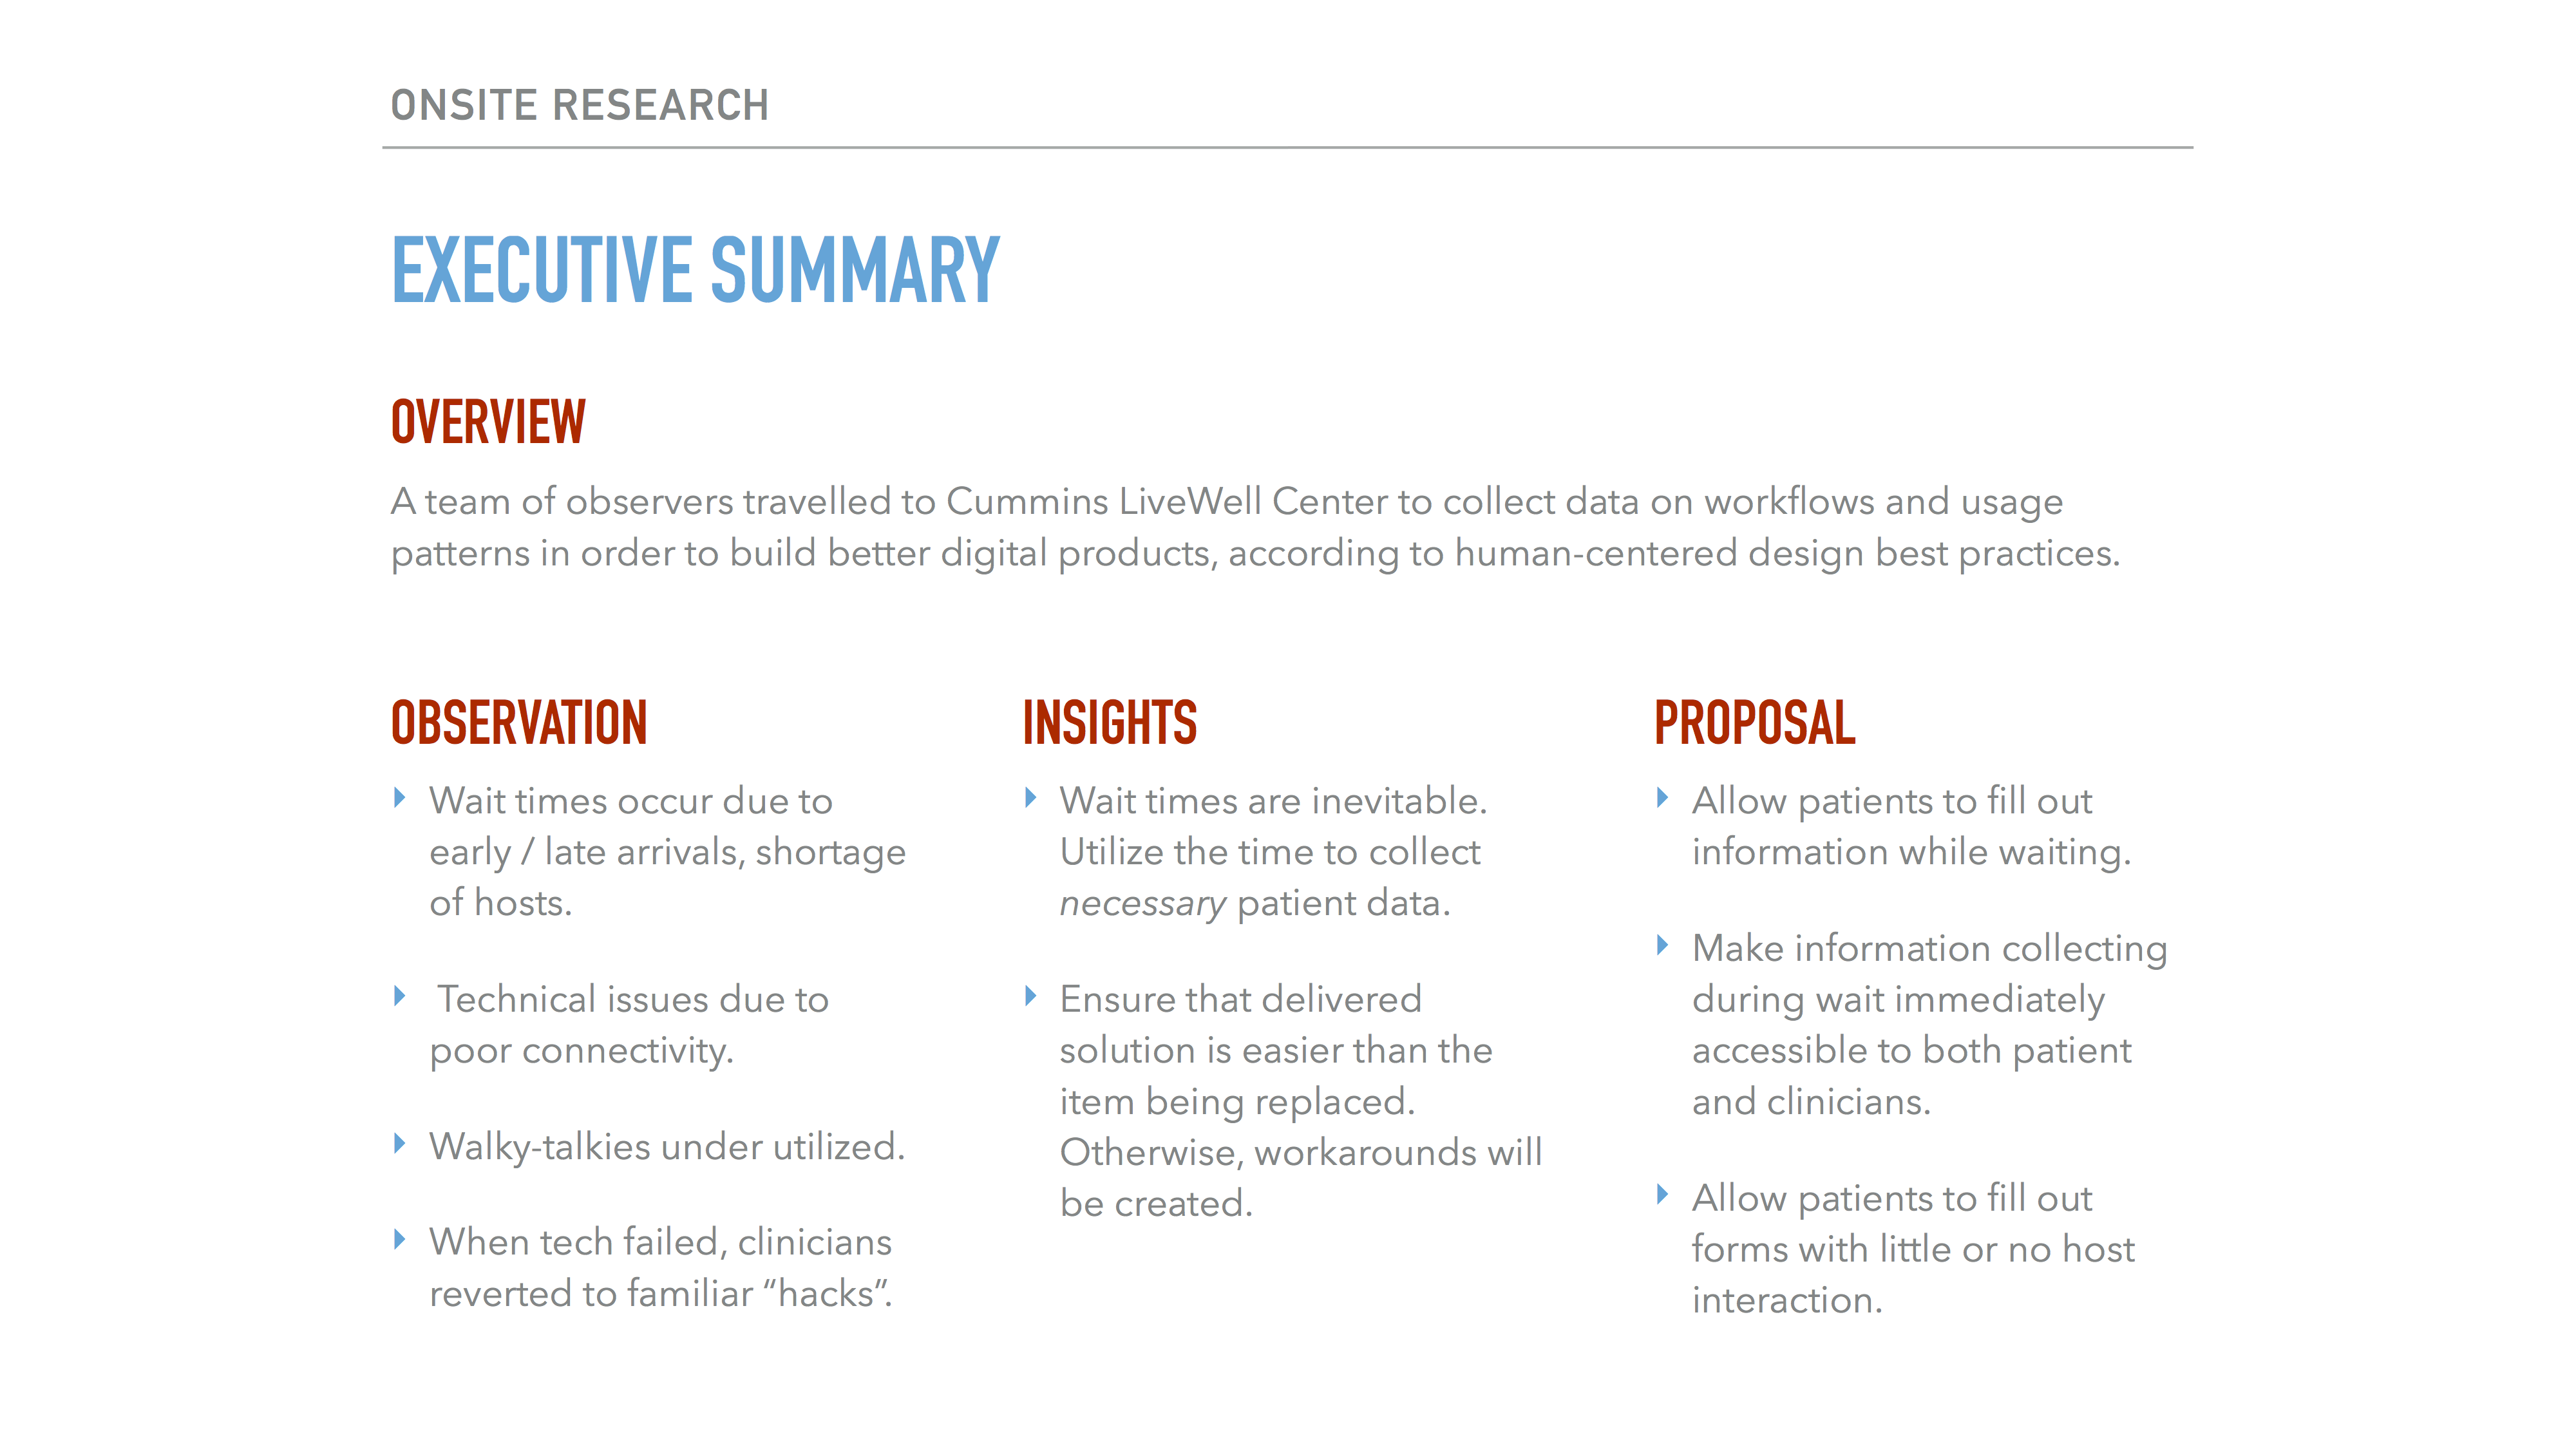 ONSITE RESEARCH
EXECUTIVE SUMMARY
OVERVIEW
A team of observers travelled to Cummins LiveWell Center to collect data on workflows and usage
patterns in order to build better digital products, according to human-centered design best practices.
OBSERVATION
Wait times occur due to
early / late arrivals, shortage
of hosts.
Technical issues due to
poor connectivity.
Walky-talkies under utilized.
When tech failed, clinicians
reverted to familiar “hacks”.
INSIGHTS
Wait times are inevitable.
Utilize the time to collect
necessary patient data.
Ensure that delivered
solution is easier than the
item being replaced.
Otherwise, workarounds will
be created.
PROPOSAL
Allow patients to fill out
information while waiting.
Make information collecting
during wait immediately
accessible to both patient
and clinicians.
Allow patients to fill out
forms with little or no host
interaction.